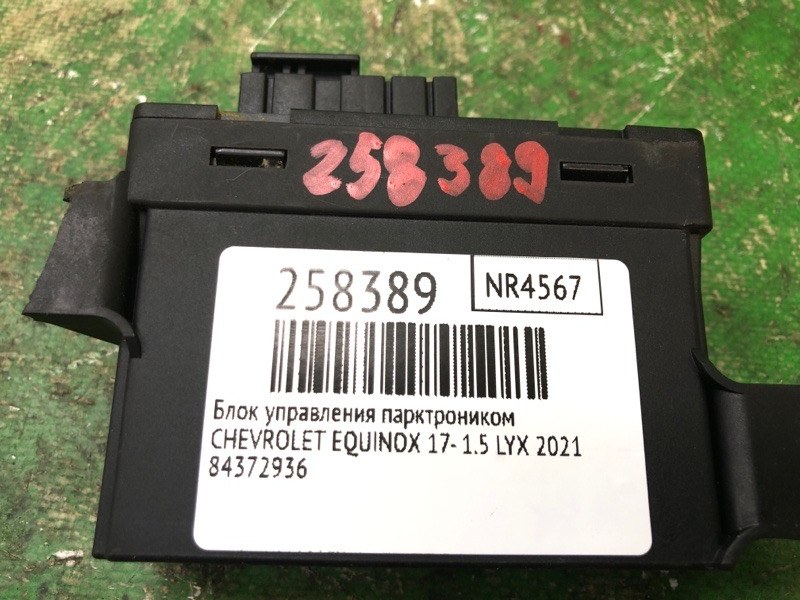 258389
258389
NR4567
Блок управления парктроником
CHEVROLET EQUINOX 17- 1.5 LYX 2021
84372936